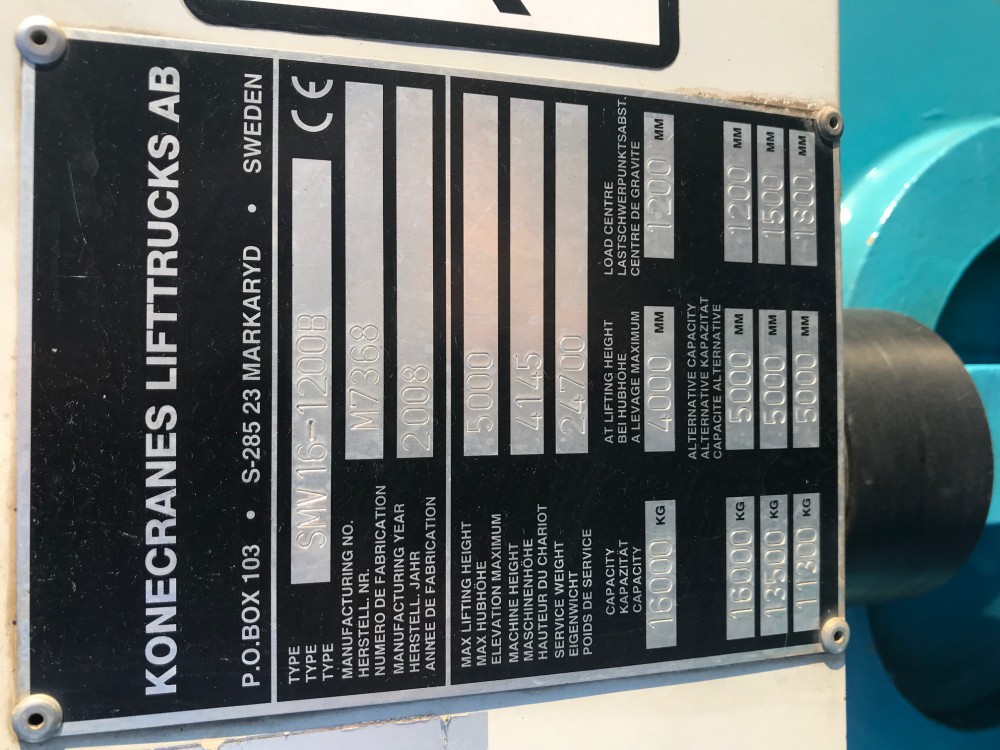 KONECRANES LIFTTRUCKS AB
P.O.BOX 103 • S-285 23 MARKARYD • SWEDEN
TYPE
TYPE
TYPE
SMV 16-1200B
CE
MANUFACTURING NO.
HERSTELL. NR.
NUMERO DE FABRICATION
M7368
MANUFACTURING YEAR
HERSTELL. JAHR
ANNEE DE FABRICATION
2008
MAX LIFTING HEIGHT
MAX HUBHÖHE
ELEVATION MAXIMUM
5000
MACHINE HEIGHT
MASCHINENHÖHE
HAUTEUR DU CHARIOT
4145
SERVICE WEIGHT
EIGENWICHT
POIDS DE SERVICE
24700
CAPACITY
KAPAZITÄT
CAPACITY
AT LIFTING HEIGHT
BEI HUBHÖHE
A LEVAGE MAXIMUM
LOAD CENTRE
LASTSCHWERPUNKTSABST.
CENTRE DE GRAVITE
16000 KG 4000 MM 1200 MM
ALTERNATIVE CAPACITY
ALTERNATIVE KAPAZITÄT
CAPACITE ALTERNATIVE
16000 KG 5000 MM 1200 MM
13500 KG 5000 MM 1500 MM
11300 KG 5000 MM 1800 MM